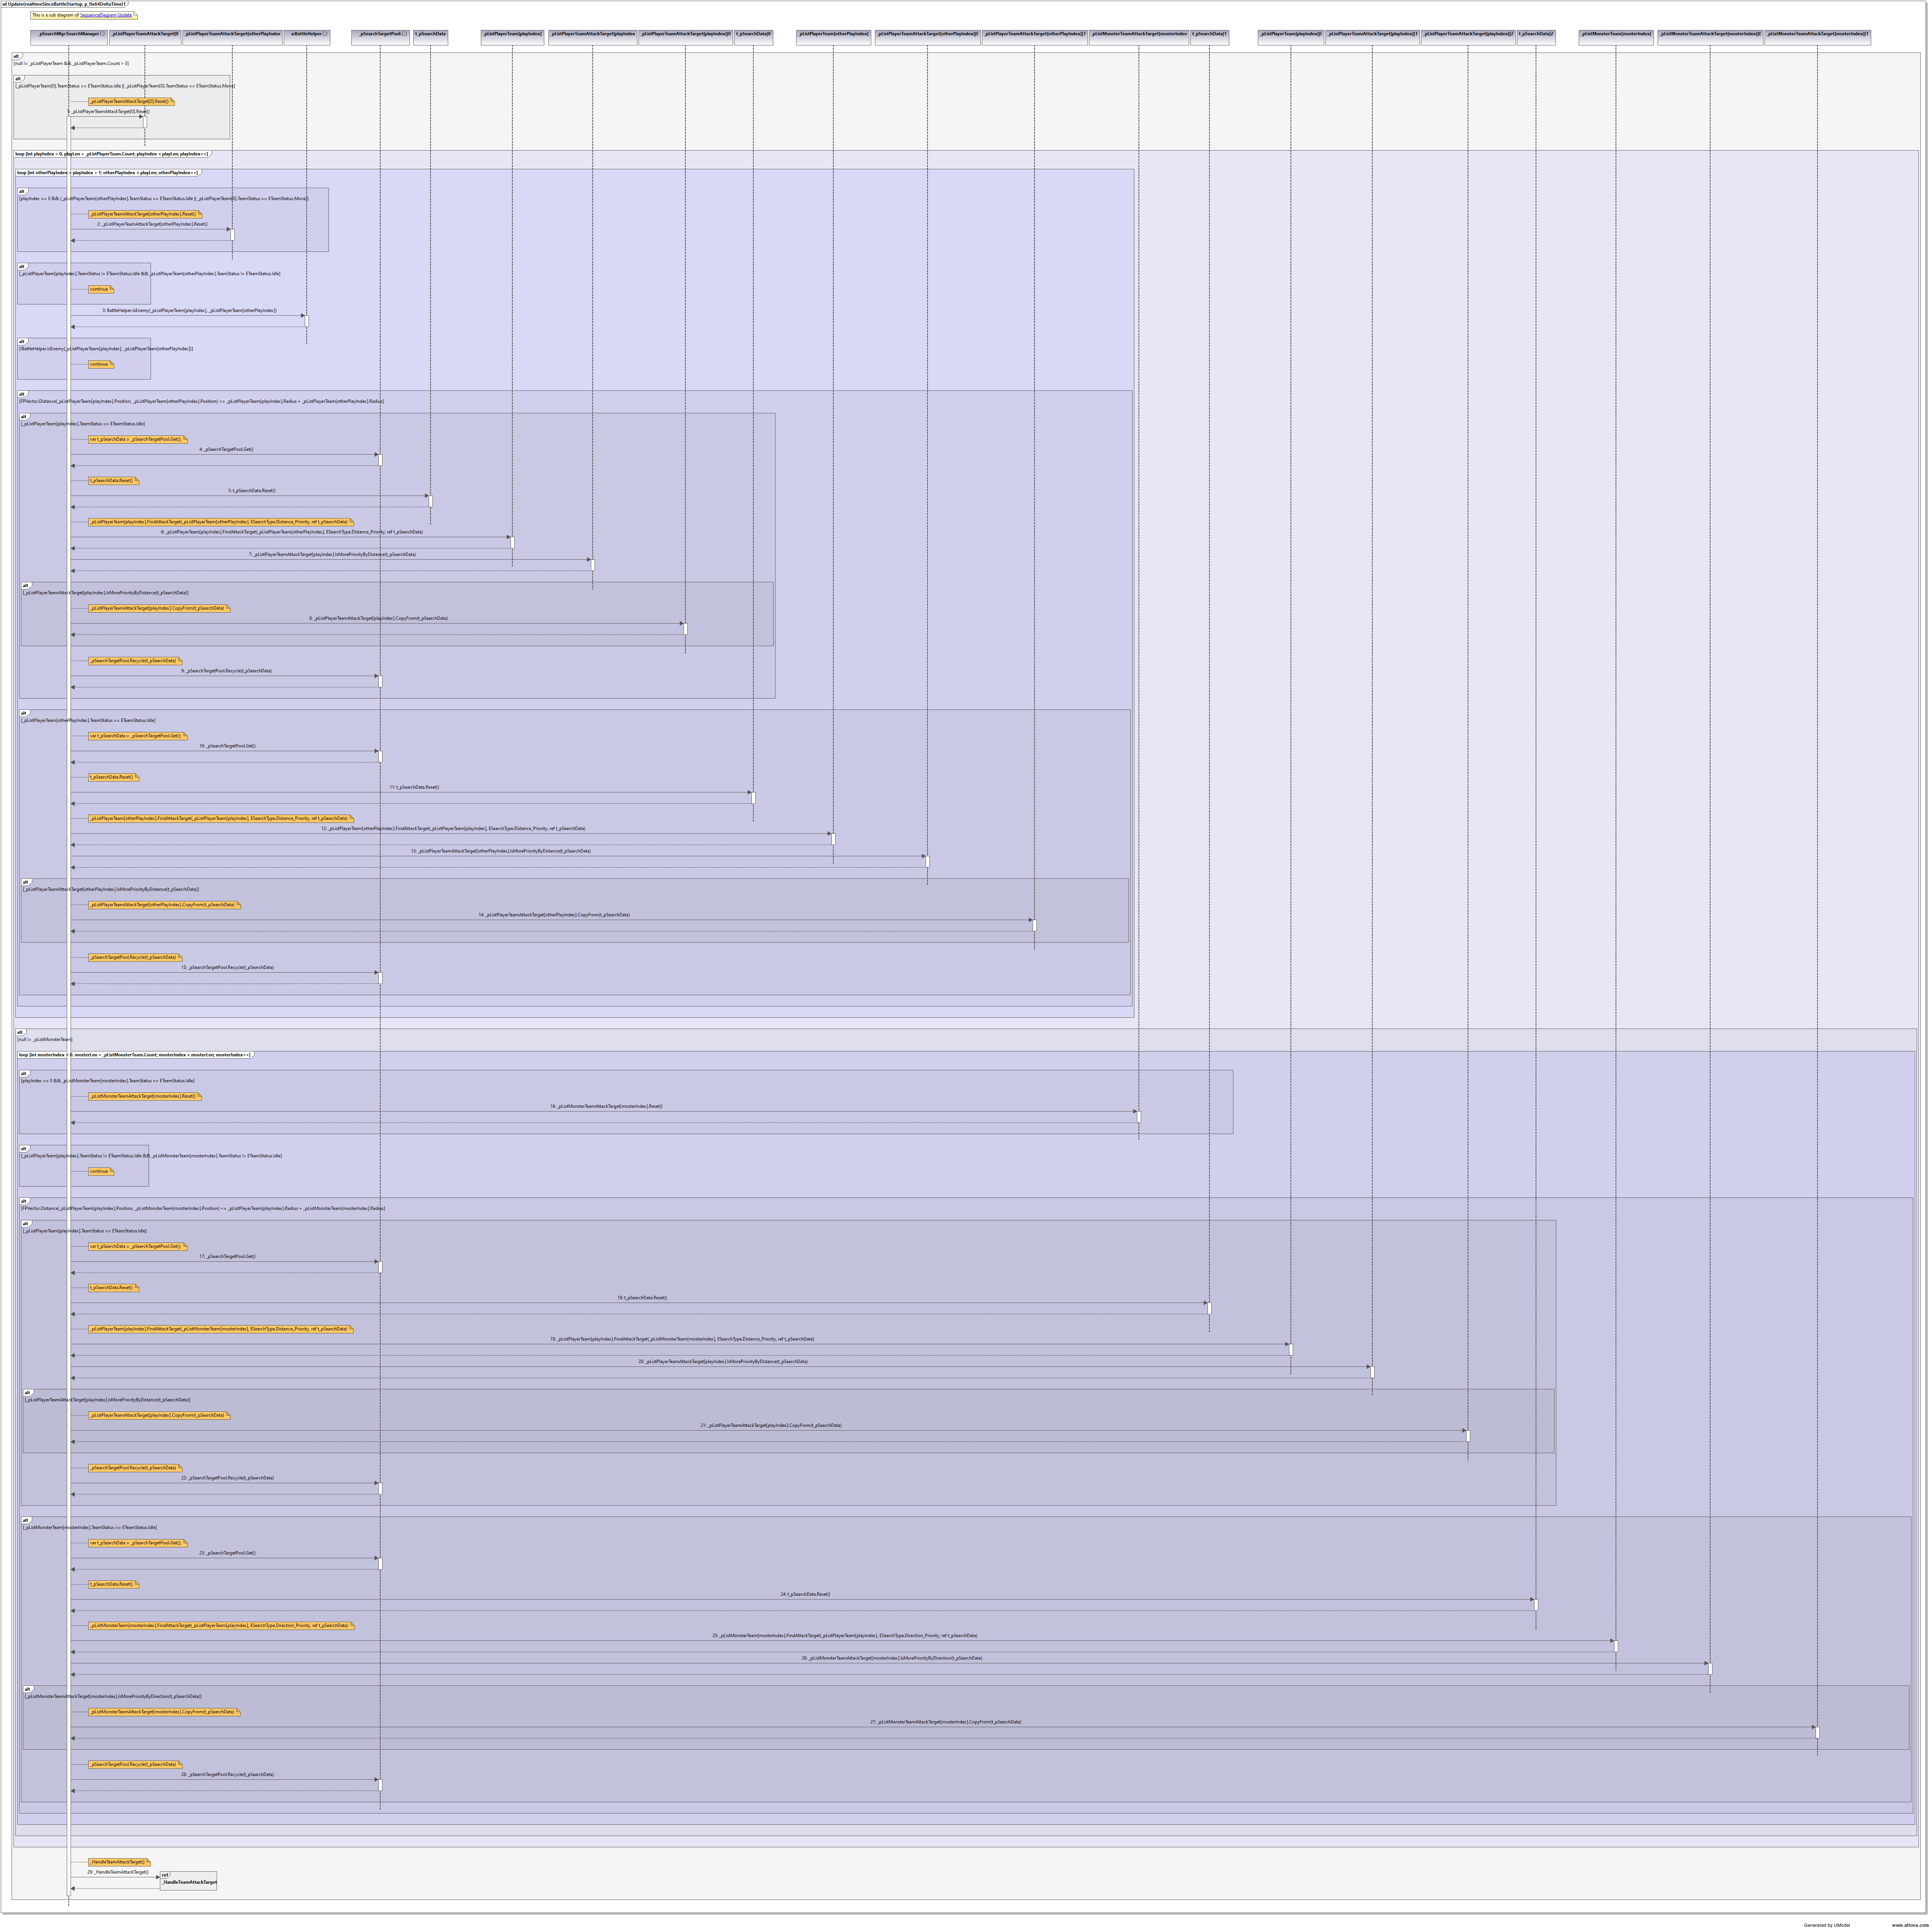 sd Update(realtimeSinceBattleStartup, p_fix64DeltaTime)1
This is a sub diagram of SequenceDiagram Update
_pSearchMgr:SearchManager
_pListPlayerTeamAttackTarget[0
_pListPlayerTeamAttackTarget[otherPlayIndex
e:BattleHelper
_pSearchTargetPool:
t_pSearchData
_pListPlayerTeam[playIndex]
_pListPlayerTeamAttackTarget[playIndex
_pListPlayerTeamAttackTarget[playIndex][0
t_pSearchData[0
_pListPlayerTeam[otherPlayIndex]
_pListPlayerTeamAttackTarget[otherPlayIndex][C
_pListPlayerTeamAttackTarget[otherPlayIndex][1
_pListMonsterTeamAttackTarget[mosterIndex
t_pSearchData[1
_pListPlayerTeam[playIndex][
_pListPlayerTeamAttackTarget[playIndex][1
_pListPlayerTeamAttackTarget[playIndex][2
t_pSearchData[2
_pListMonsterTeam[mosterIndex]
_pListMonsterTeamAttackTarget[mosterIndex][C
_pListMonsterTeamAttackTarget[mosterIndex][1
alt
[null != _pListPlayerTeam && _pListPlayerTeam.Count > 0]
alt
[_pListPlayerTeam[0].TeamStatus == ETeamStatus.Idle || _pListPlayerTeam[0].TeamStatus == ETeamStatus.Move]
_pListPlayerTeamAttackTarget[0].Reset()
1: _pListPlayerTeamAttackTarget[0].Reset()
loop [int playIndex = 0, playLen = _pListPlayerTeam.Count; playIndex < playLen; playIndex++]
loop [int otherPlayIndex = playIndex + 1; otherPlayIndex < playLen; otherPlayIndex++]
alt
[playIndex == 0 && (_pListPlayerTeam[otherPlayIndex].TeamStatus == ETeamStatus.Idle || _pListPlayerTeam[0].TeamStatus == ETeamStatus.Move)]
_pListPlayerTeamAttackTarget[otherPlayIndex].Reset()
2: _pListPlayerTeamAttackTarget[otherPlayIndex].Reset()
alt
[_pListPlayerTeam[playIndex].TeamStatus != ETeamStatus.Idle && _pListPlayerTeam[otherPlayIndex].TeamStatus != ETeamStatus.Idle]
continue
3: BattleHelper.IsEnemy(_pListPlayerTeam[playIndex], _pListPlayerTeam[otherPlayIndex])
alt
[!BattleHelper.IsEnemy(_pListPlayerTeam[playIndex], _pListPlayerTeam[otherPlayIndex])]
continue
alt
[FPVector.Distance(_pListPlayerTeam[playIndex].Position, _pListPlayerTeam[otherPlayIndex].Position) <= _pListPlayerTeam[playIndex].Radius + _pListPlayerTeam[otherPlayIndex].Radius]
alt
[_pListPlayerTeam[playIndex].TeamStatus == ETeamStatus.Idle]
var t_pSearchData = _pSearchTargetPool.Get();
4: _pSearchTargetPool.Get()
t_pSearchData.Reset()
5: t_pSearchData.Reset()
_pListPlayerTeam[playIndex].FindAttackTarget(_pListPlayerTeam[otherPlayIndex], ESearchType.Distance_Priority, ref t_pSearchData)
6: _pListPlayerTeam[playIndex].FindAttackTarget(_pListPlayerTeam[otherPlayIndex], ESearchType.Distance_Priority, ref t_pSearchData)
7: _pListPlayerTeamAttackTarget[playIndex].IsMorePriorityByDistance(t_pSearchData)
alt
[_pListPlayerTeamAttackTarget[playIndex].IsMorePriorityByDistance(t_pSearchData)]
_pListPlayerTeamAttackTarget[playIndex].CopyFrom(t_pSearchData)
8: _pListPlayerTeamAttackTarget[playIndex].CopyFrom(t_pSearchData)
_pSearchTargetPool.Recycle(t_pSearchData)
9: _pSearchTargetPool.Recycle(t_pSearchData)
alt
[_pListPlayerTeam[otherPlayIndex].TeamStatus == ETeamStatus.Idle]
var t_pSearchData = _pSearchTargetPool.Get();
10: _pSearchTargetPool.Get()
t_pSearchData.Reset()
11: t_pSearchData.Reset()
_pListPlayerTeam[otherPlayIndex].FindAttackTarget(_pListPlayerTeam[playIndex], ESearchType.Distance_Priority, ref t_pSearchData)
12: _pListPlayerTeam[otherPlayIndex].FindAttackTarget(_pListPlayerTeam[playIndex], ESearchType.Distance_Priority, ref t_pSearchData)
13: _pListPlayerTeamAttackTarget[otherPlayIndex].IsMorePriorityByDistance(t_pSearchData)
alt
[_pListPlayerTeamAttackTarget[otherPlayIndex].IsMorePriorityByDistance(t_pSearchData)]
_pListPlayerTeamAttackTarget[otherPlayIndex].CopyFrom(t_pSearchData)
14: _pListPlayerTeamAttackTarget[otherPlayIndex].CopyFrom(t_pSearchData)
_pSearchTargetPool.Recycle(t_pSearchData)
15: _pSearchTargetPool.Recycle(t_pSearchData)
alt
[null != _pListMonsterTeam]
loop [int mosterIndex = 0, mosterLen = _pListMonsterTeam.Count; mosterIndex < mosterLen; mosterIndex++]
alt
[playIndex == 0 && _pListMonsterTeam[mosterIndex].TeamStatus == ETeamStatus.Idle]
_pListMonsterTeamAttackTarget[mosterIndex].Reset()
16: _pListMonsterTeamAttackTarget[mosterIndex].Reset()
alt
[_pListPlayerTeam[playIndex].TeamStatus != ETeamStatus.Idle && _pListMonsterTeam[mosterIndex].TeamStatus != ETeamStatus.Idle]
continue
alt
[FPVector.Distance(_pListPlayerTeam[playIndex].Position, _pListMonsterTeam[mosterIndex].Position) <= _pListPlayerTeam[playIndex].Radius + _pListMonsterTeam[mosterIndex].Radius]
alt
[_pListPlayerTeam[playIndex].TeamStatus == ETeamStatus.Idle]
var t_pSearchData = _pSearchTargetPool.Get();
17: _pSearchTargetPool.Get()
t_pSearchData.Reset()
18: t_pSearchData.Reset()
_pListPlayerTeam[playIndex].FindAttackTarget(_pListMonsterTeam[mosterIndex], ESearchType.Distance_Priority, ref t_pSearchData)
19: _pListPlayerTeam[playIndex].FindAttackTarget(_pListMonsterTeam[mosterIndex], ESearchType.Distance_Priority, ref t_pSearchData)
20: _pListPlayerTeamAttackTarget[playIndex].IsMorePriorityByDistance(t_pSearchData)
alt
[_pListPlayerTeamAttackTarget[playIndex].IsMorePriorityByDistance(t_pSearchData)]
_pListPlayerTeamAttackTarget[playIndex].CopyFrom(t_pSearchData)
21: _pListPlayerTeamAttackTarget[playIndex].CopyFrom(t_pSearchData)
_pSearchTargetPool.Recycle(t_pSearchData)
22: _pSearchTargetPool.Recycle(t_pSearchData)
alt
[_pListMonsterTeam[mosterIndex].TeamStatus == ETeamStatus.Idle]
var t_pSearchData = _pSearchTargetPool.Get();
23: _pSearchTargetPool.Get()
t_pSearchData.Reset()
24: t_pSearchData.Reset()
_pListMonsterTeam[mosterIndex].FindAttackTarget(_pListPlayerTeam[playIndex], ESearchType.Direction_Priority, ref t_pSearchData)
25: _pListMonsterTeam[mosterIndex].FindAttackTarget(_pListPlayerTeam[playIndex], ESearchType.Direction_Priority, ref t_pSearchData)
26: _pListMonsterTeamAttackTarget[mosterIndex].IsMorePriorityByDirection(t_pSearchData)
alt
[_pListMonsterTeamAttackTarget[mosterIndex].IsMorePriorityByDirection(t_pSearchData)]
_pListMonsterTeamAttackTarget[mosterIndex].CopyFrom(t_pSearchData)
27: _pListMonsterTeamAttackTarget[mosterIndex].CopyFrom(t_pSearchData)
_pSearchTargetPool.Recycle(t_pSearchData)
28: _pSearchTargetPool.Recycle(t_pSearchData)
_HandleTeamAttackTarget()
29: _HandleTeamAttackTarget()
ref
_HandleTeamAttackTarget
Generated by UModel
www.altova.com